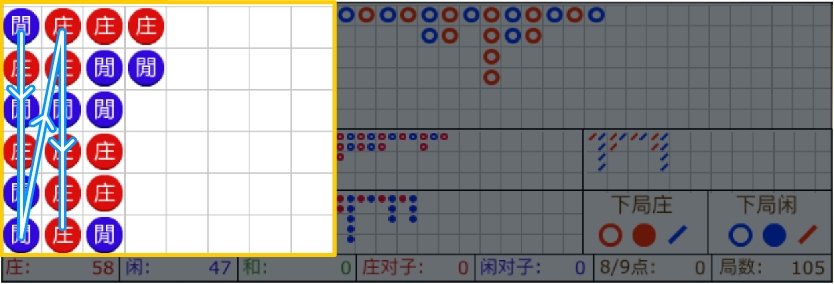 閒 庄 庄 庄
庄 庄 閒 閒
閒 閒 閒
庄 庄 庄
閒 庄 庄
閒 庄 閒
下局庄 下局闲
庄: 58 闲: 47 和: 0 庄对子: 0 闲对子: 0 8/9点: 0 局数: 105